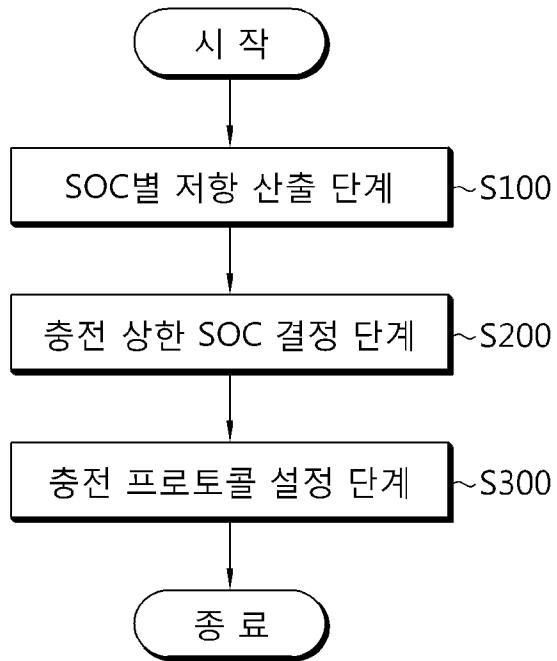 시 작
SOC별 저항 산출 단계 ~S100
충전 상한 SOC 결정 단계 ~S200
충전 프로토콜 설정 단계 ~S300
종 료